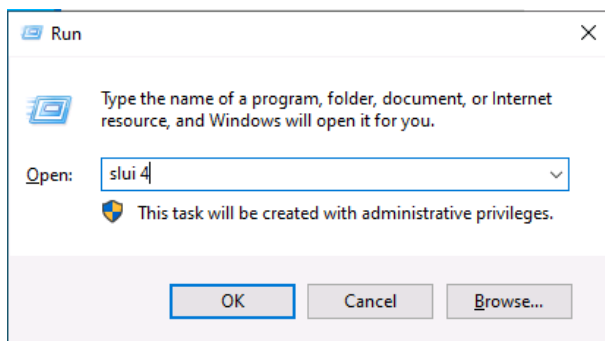 Run
Type the name of a program, folder, document, or Internet
resource, and Windows will open it for you.
Open: slui 4
This task will be created with administrative privileges.
OK Cancel Browse...